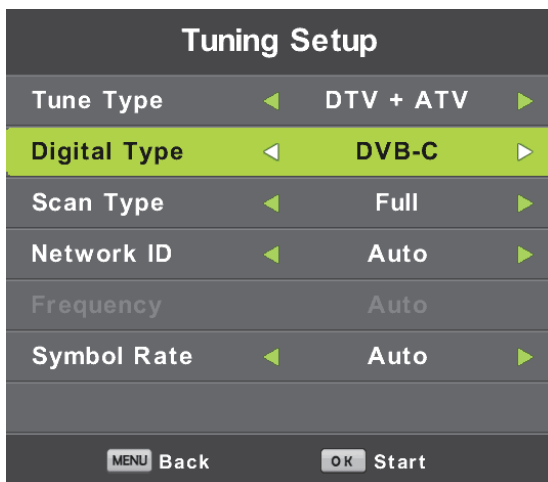 Tuning Setup
Tune Type DTV + ATV
Digital Type DVB-C
Scan Type Full
Network ID Auto
Frequency Auto
Symbol Rate Auto
MENU Back OK Start